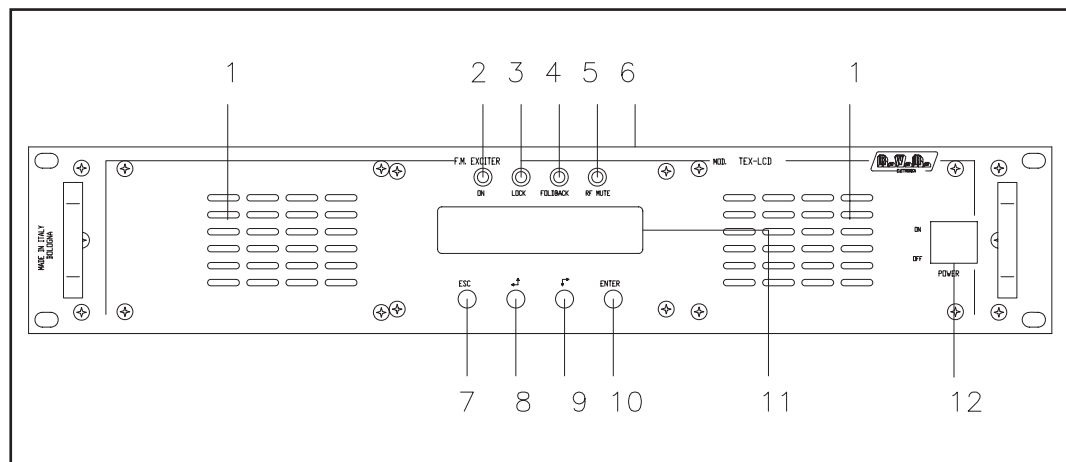 1 2 3 4 5 6 1
F.M. EXCITER MOD. TEX-LCD R.V.R.
ELETTRONICA
ON LOCK FOLDBACK RF MUTE
MADE IN ITALY
BOLOGNA
ON
OFF
POWER
ESC ENTER
7 8 9 10 11 12